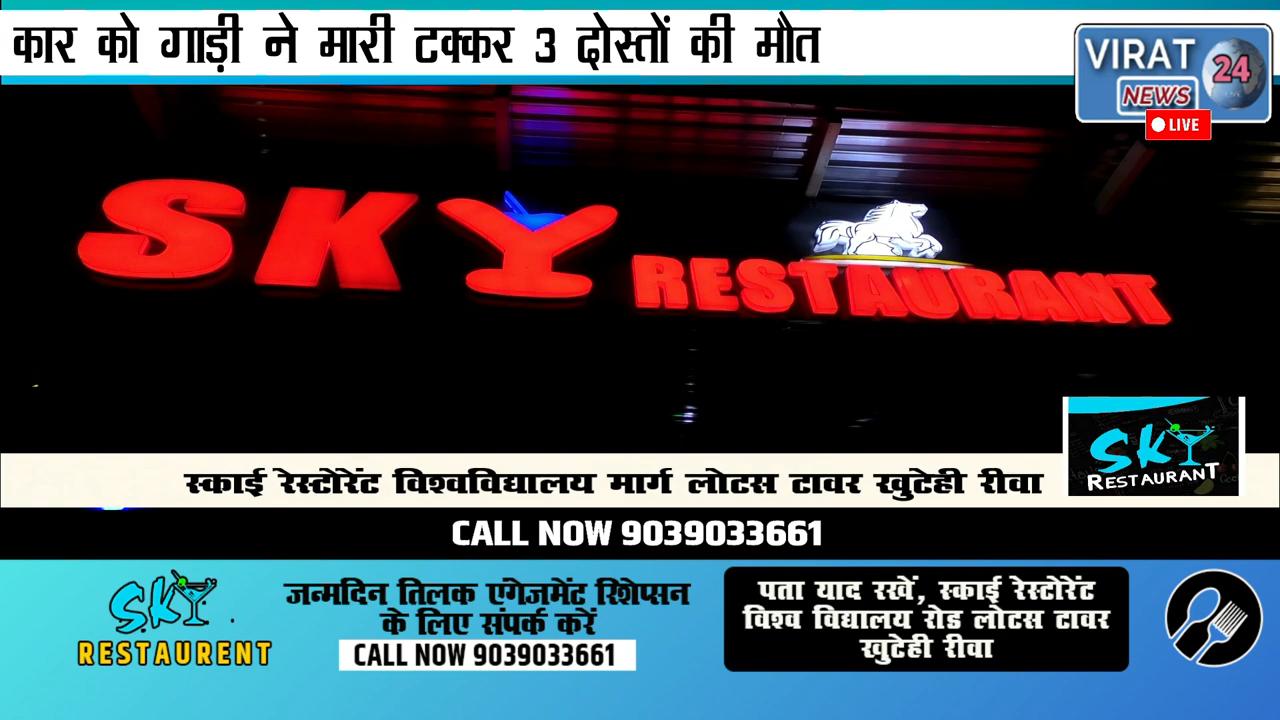 कार को गाड़ी ने मारी टक्कर 3 दोस्तों की मौत
VIRAT
24
NEWS
LIVE
SKY RESTAURANT
SKY
RESTAURANT
स्काई रेस्टोरेंट विश्वविद्यालय मार्ग लोटस टावर खुटेही रीवा
CALL NOW 9039033661
SKY
RESTAURENT
जन्मदिन तिलक एंगेजमेंट रिशेप्सन
के लिए संपर्क करें
CALL NOW 9039033661
पता याद रखें, स्काई रेस्टोरेंट
विश्व विद्यालय रोड लोटस टावर
खुटेही रीवा